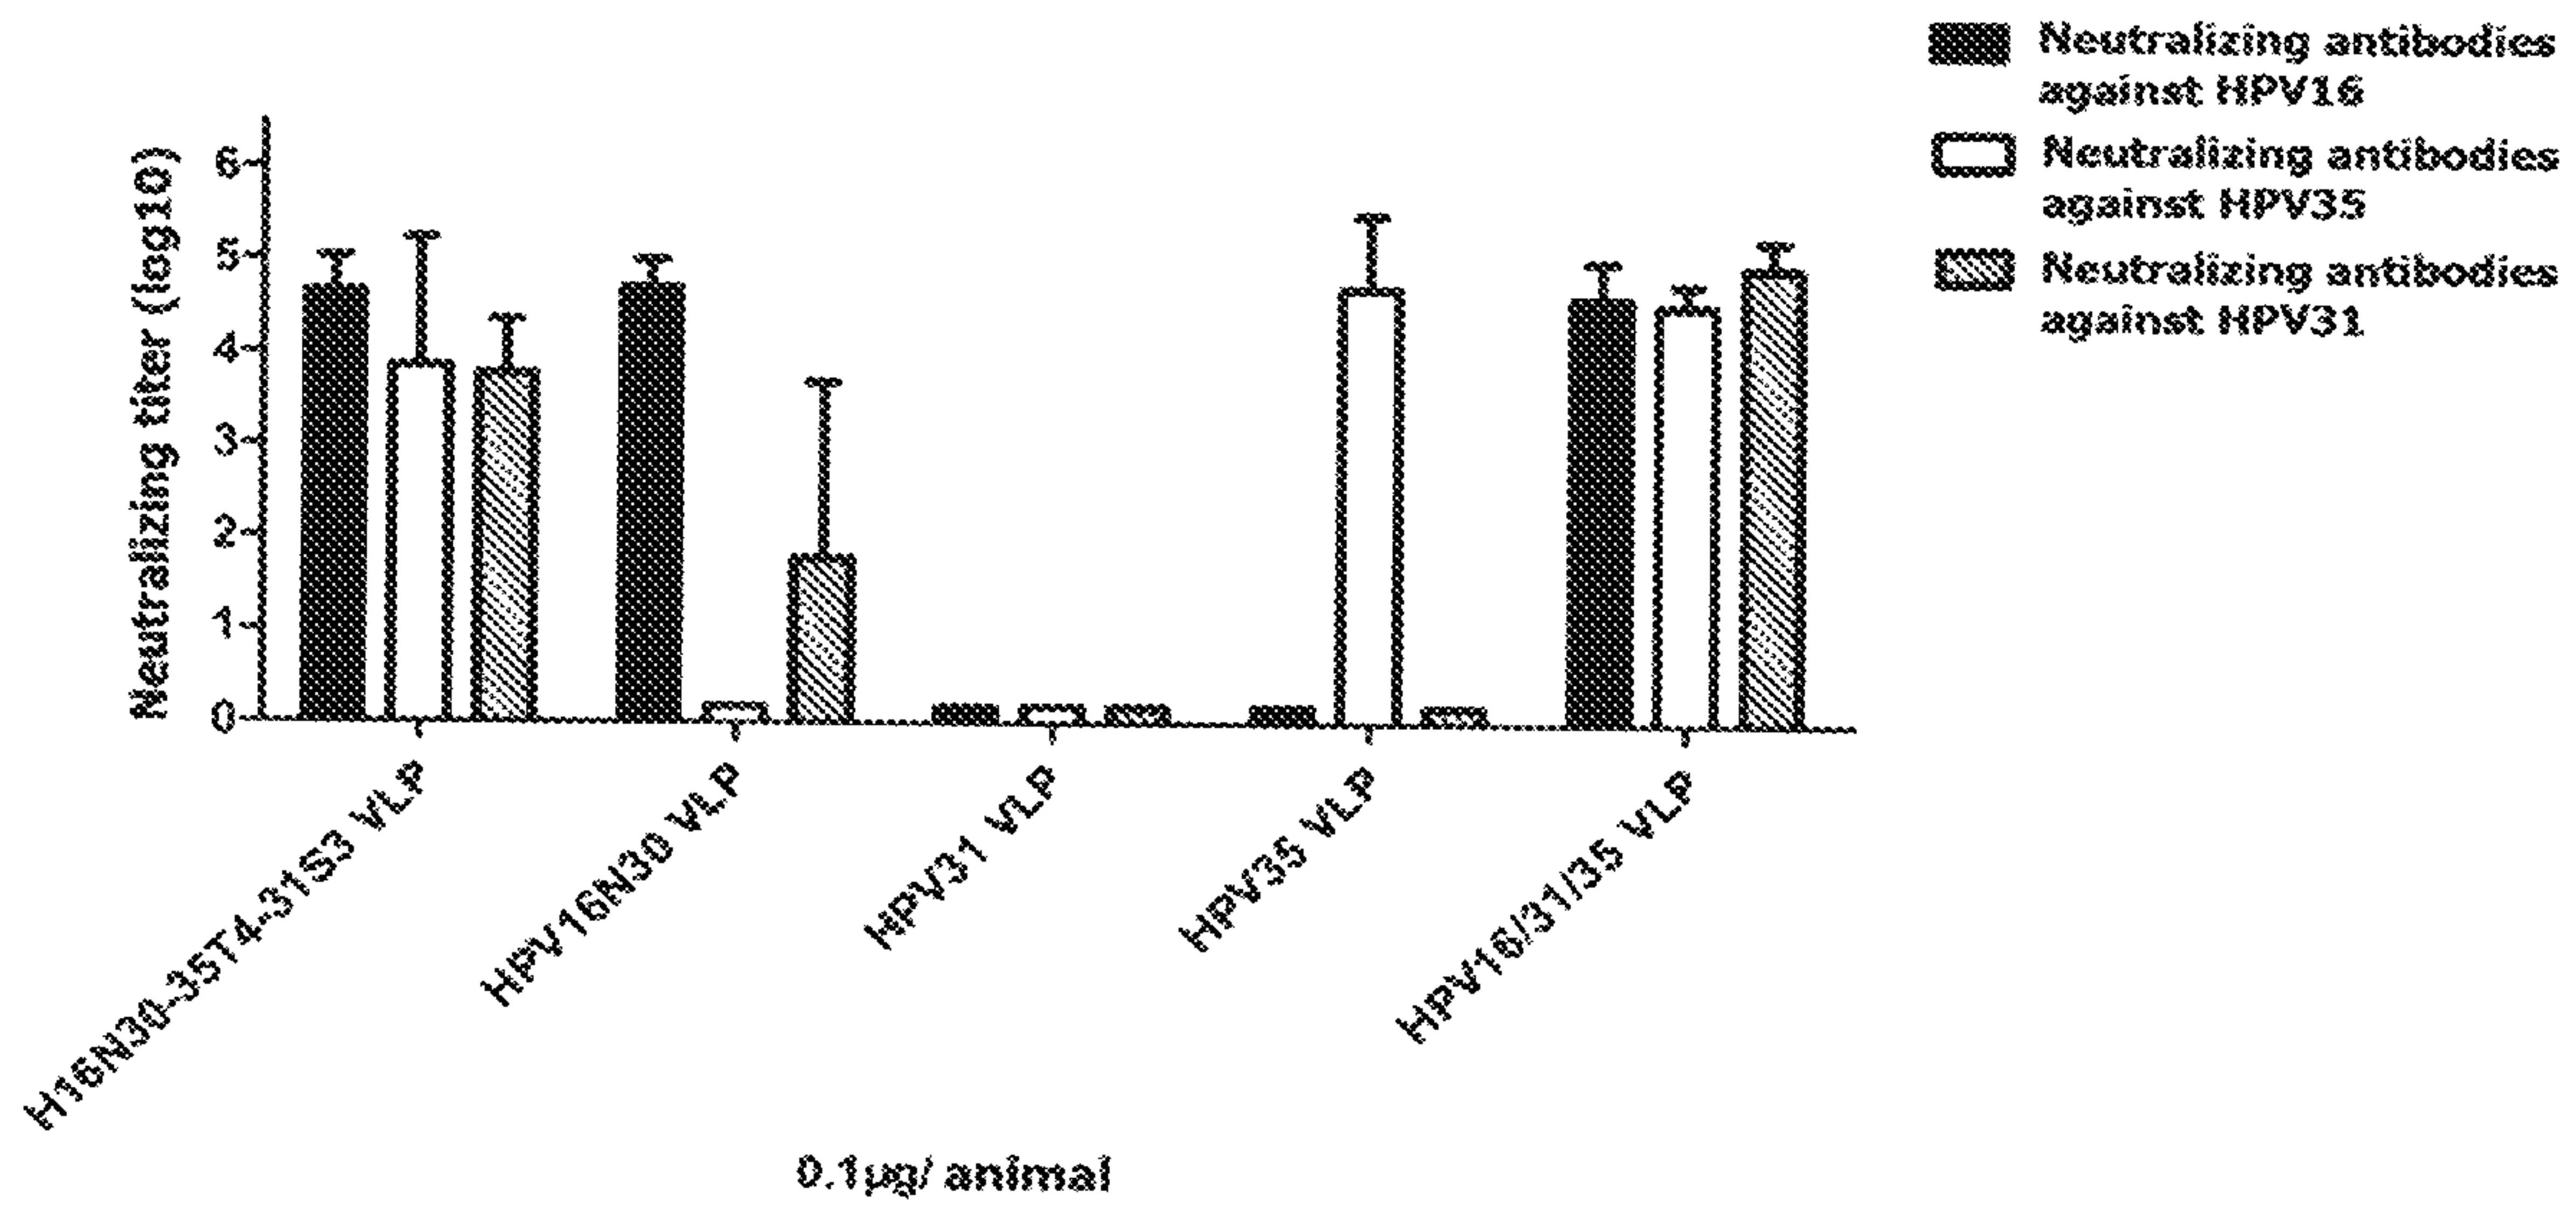 Neutralizing antibodies
against HPV16
Neutralizing antibodies
against HPV35
Neutralizing antibodies
against HPV31
Neutralizing titer (log10)
6
5
4
3
2
1
0
H16N30-35T4-31S3 VLP
HPV16N30 VLP
HPV31 VLP
HPV35 VLP
HPV16/31/35 VLP
0.1μg/ animal